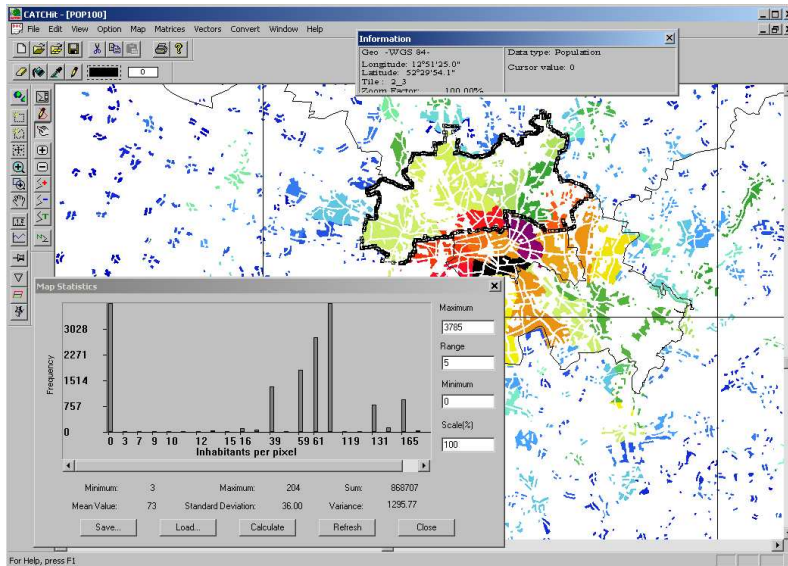 CATCHit - [POP100]
File Edit View Option Map Matrices Vectors Convert Window Help
0
Information
Geo -WGS 84-
Longitude: 12°51'25.0"
Latitude: 52°29'54.1"
Tile : 2_3
Zoom Factor: 100.00%
Data type: Population
Cursor value: 0
Map Statistics
Frequency
3028
2271
1514
757
0
0 3 7 9 10 12 15 16 39 59 61 119 131 165
Inhabitants per pixel
Maximum
3785
Range
5
Minimum
0
Scale(%)
100
Minimum: 3 Maximum: 204 Sum: 868707
Mean Value: 73 Standard Deviation: 36.00 Variance: 1295.77
Save... Load... Calculate Refresh Close
For Help, press F1